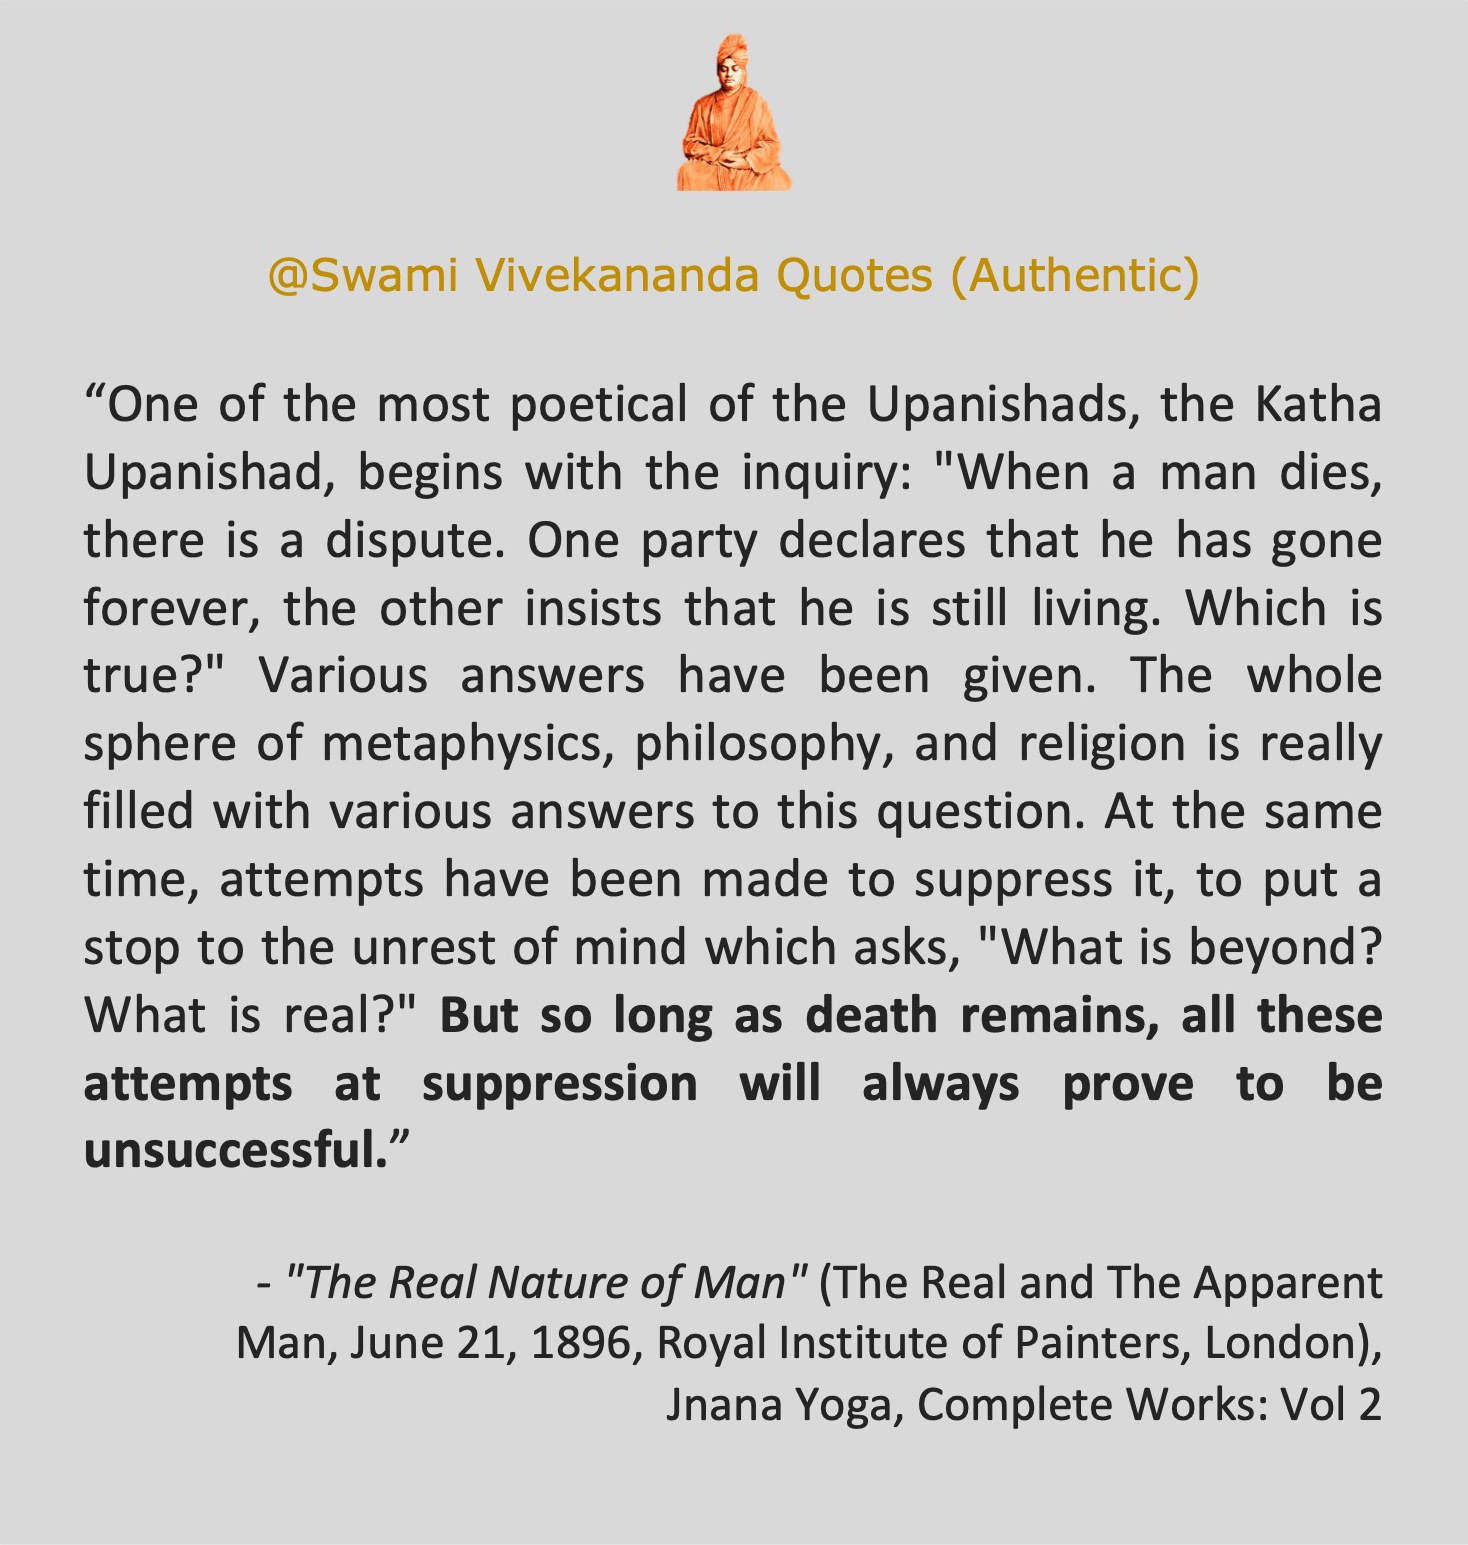 @Swami Vivekananda Quotes (Authentic)
“One of the most poetical of the Upanishads, the Katha
Upanishad, begins with the inquiry: "When a man dies,
there is a dispute. One party declares that he has gone
forever, the other insists that he is still living. Which is
true?" Various answers have been given. The whole
sphere of metaphysics, philosophy, and religion is really
filled with various answers to this question. At the same
time, attempts have been made to suppress it, to put a
stop to the unrest of mind which asks, "What is beyond?
What is real?" But so long as death remains, all these
attempts at suppression will always prove to be
unsuccessful.”
- "The Real Nature of Man" (The Real and The Apparent
Man, June 21, 1896, Royal Institute of Painters, London),
Jnana Yoga, Complete Works: Vol 2